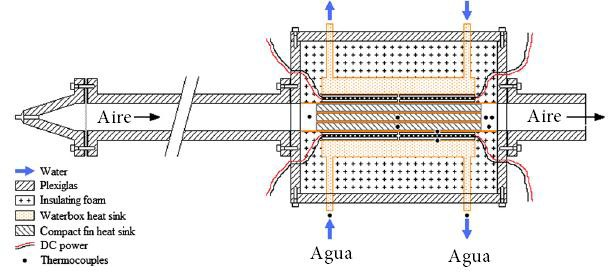 Aire
Aire
Water
Plexiglas
Insulating foam
Waterbox heat sink
Compact fin heat sink
DC power
Thermocouples
Agua
Agua